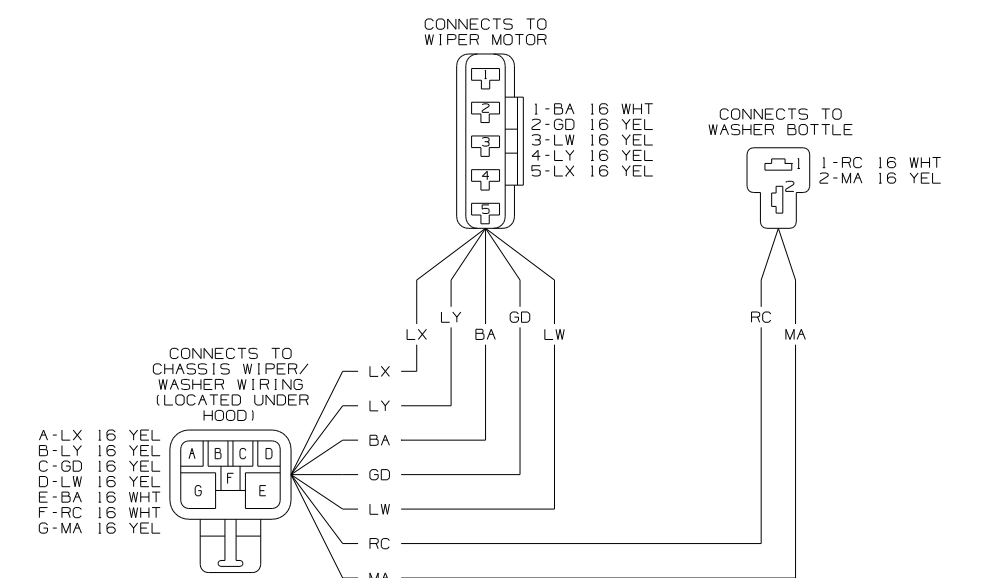 CONNECTS TO
WIPER MOTOR
1
2
3
4
5
1-BA 16 WHT
2-GD 16 YEL
3-LW 16 YEL
4-LY 16 YEL
5-LX 16 YEL
CONNECTS TO
WASHER BOTTLE
1
2
1-RC 16 WHT
2-MA 16 YEL
LX
LY
BA
GD
LW
RC
MA
CONNECTS TO
CHASSIS WIPER/
WASHER WIRING
(LOCATED UNDER
HOOD)
A-LX 16 YEL
B-LY 16 YEL
C-GD 16 YEL
D-LW 16 YEL
E-BA 16 WHT
F-RC 16 WHT
G-MA 16 YEL
A B C D
F
G E
LX
LY
BA
GD
LW
RC
MA